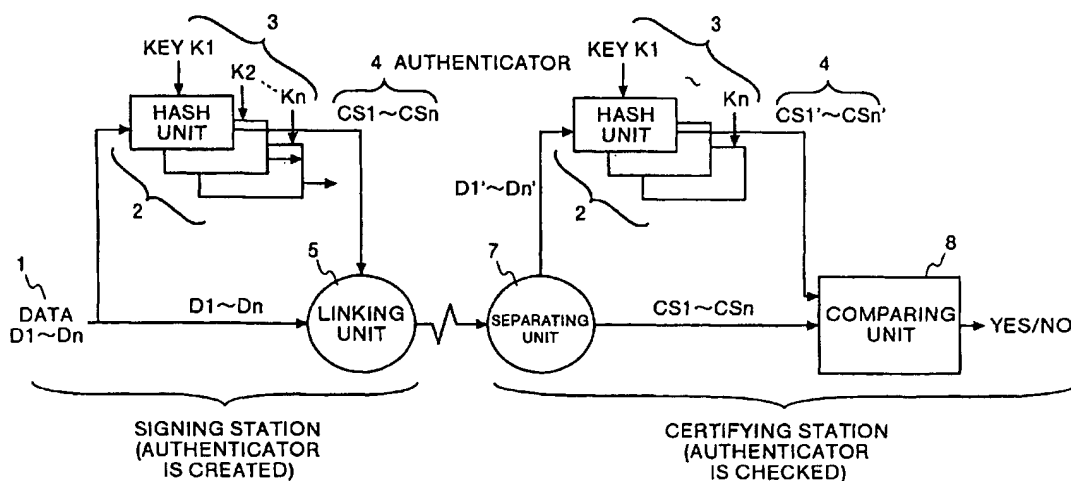 3
KEY K1
K2
Kn
4 AUTHENTICATOR
CS1~CSn
HASH
UNIT
2
1
DATA
D1~Dn
D1~Dn
5
LINKING
UNIT
SIGNING STATION
(AUTHENTICATOR
IS CREATED)
3
KEY K1
~
Kn
4
CS1'~CSn'
HASH
UNIT
D1'~Dn'
2
7
SEPARATING
UNIT
CS1~CSn
8
COMPARING
UNIT
YES/NO
CERTIFYING STATION
(AUTHENTICATOR
IS CHECKED)